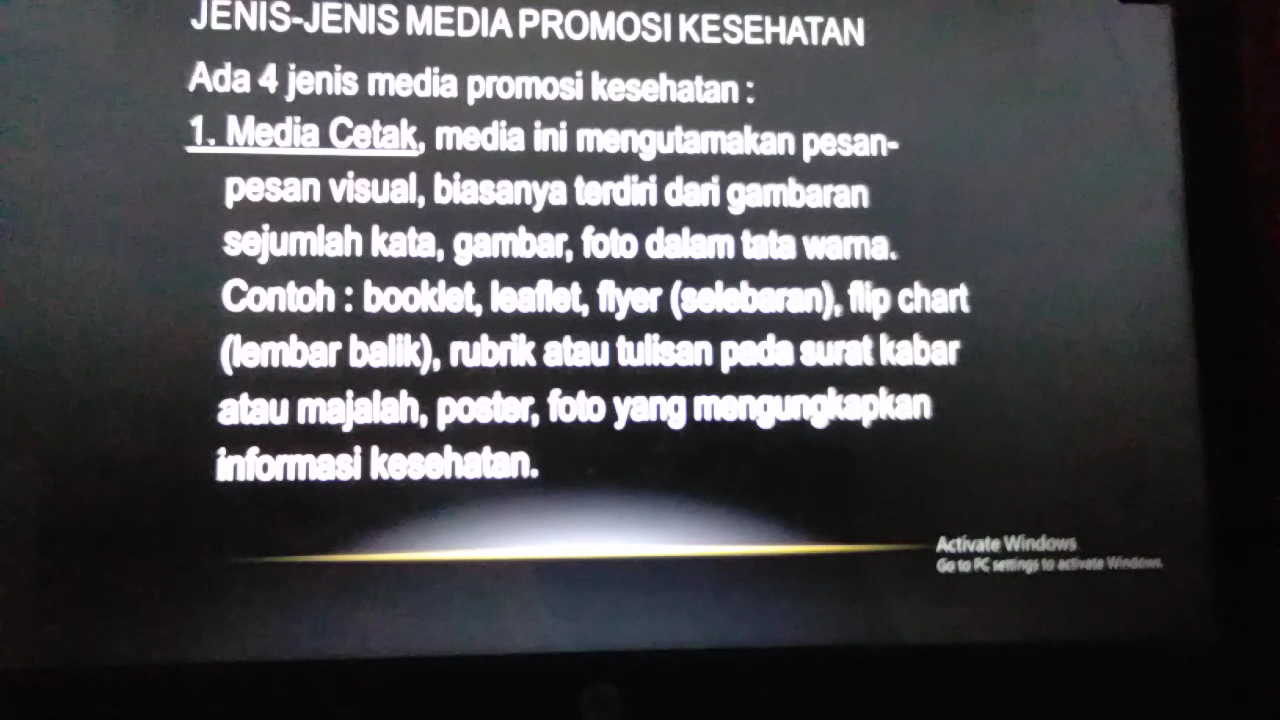 JENIS-JENIS MEDIA PROMOSI KESEHATAN
Ada 4 jenis media promosi kesehatan :
1. Media Cetak, media ini mengutamakan pesan-
pesan visual, biasanya terdiri dari gambaran
sejumlah kata, gambar, foto dalam tata warna.
Contoh : booklet, leaflet, flyer (selebaran), flip chart
(lembar balik), rubrik atau tulisan pada surat kabar
atau majalah, poster, foto yang mengungkapkan
informasi kesehatan.
Activate Windows
Go to PC settings to activate Windows.